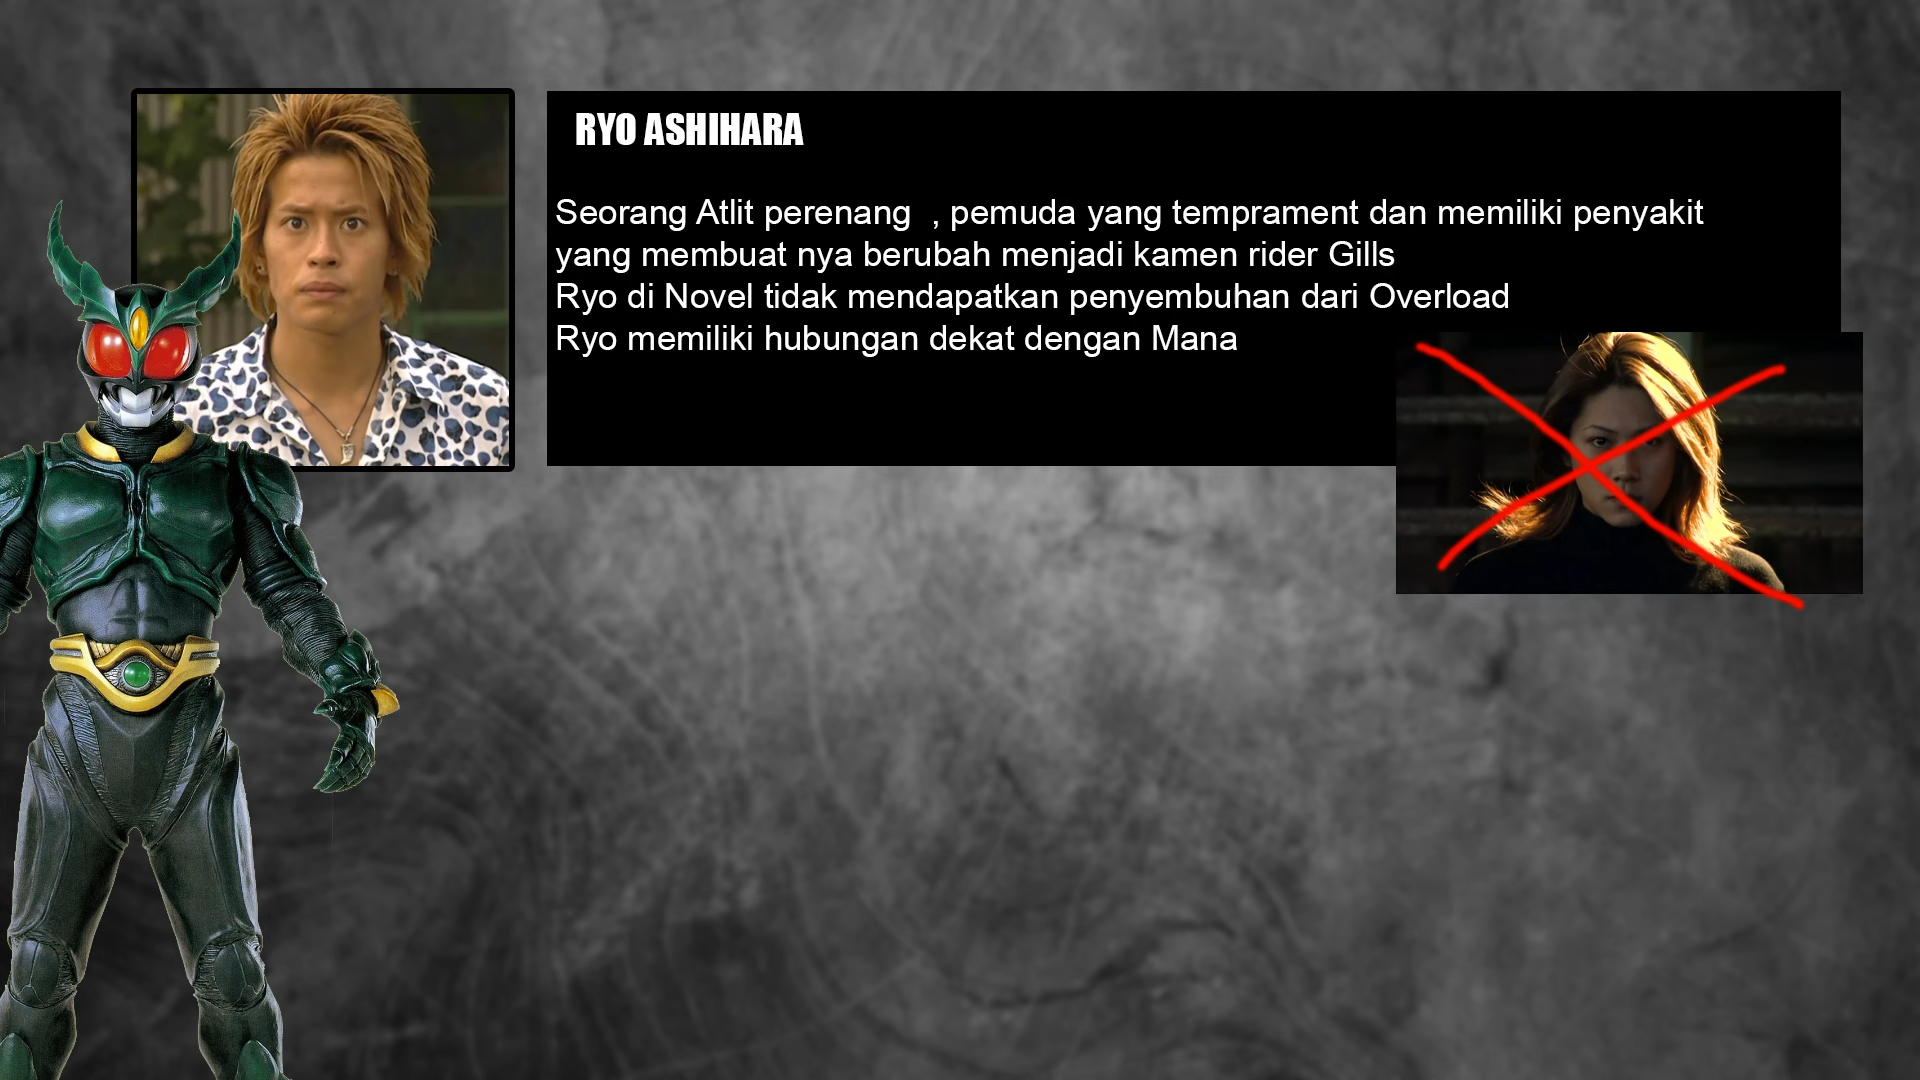 RYO ASHIHARA
Seorang Atlit perenang  , pemuda yang temprament dan memiliki penyakit
yang membuat nya berubah menjadi kamen rider Gills
Ryo di Novel tidak mendapatkan penyembuhan dari Overload
Ryo memiliki hubungan dekat dengan Mana